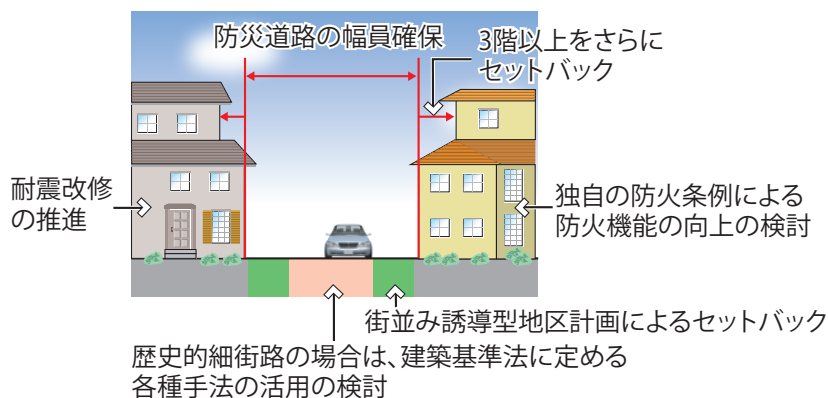 防災道路の幅員確保
3階以上をさらに
セットバック
耐震改修
の推進
独自の防火条例による
防火機能の向上の検討
街並み誘導型地区計画によるセットバック
歴史的細街路の場合は、建築基準法に定める
各種手法の活用の検討